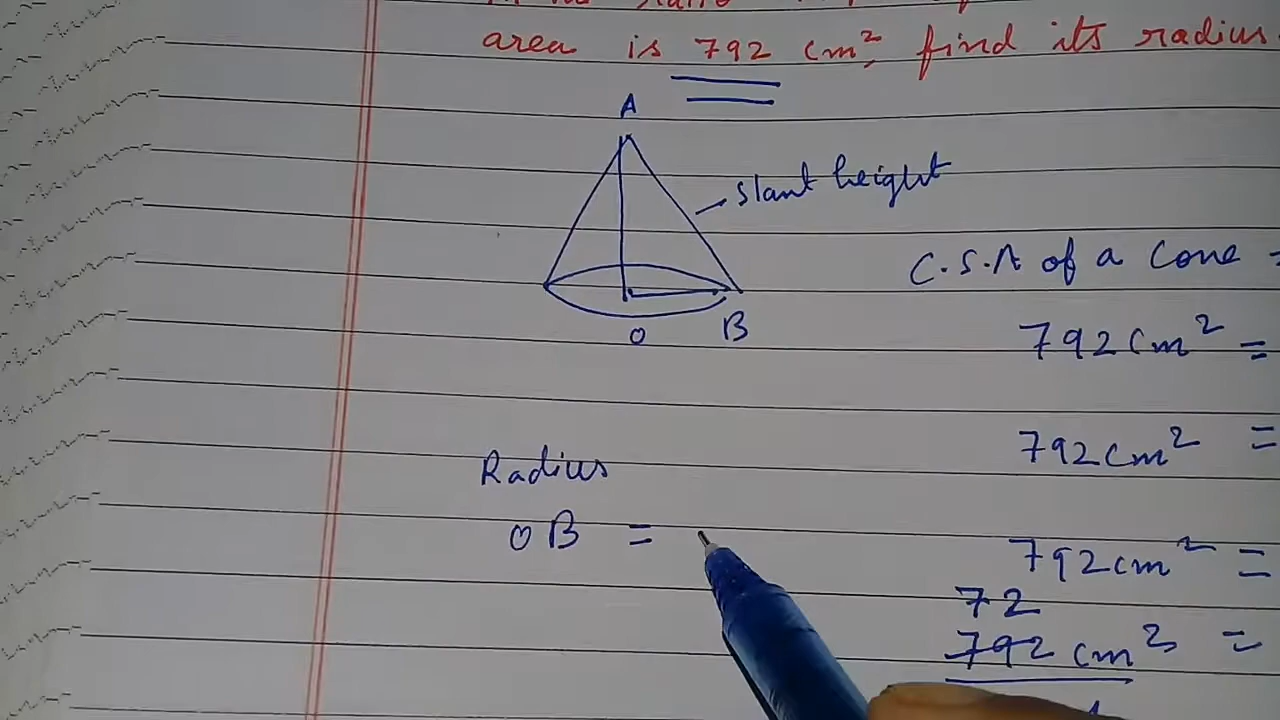 area is 792 cm², find its radius.
A
slant height
C.S.A of a Cone =
O B
792 cm² =
792 cm² =
Radius
OB =
792 cm² =
72
792 cm² =